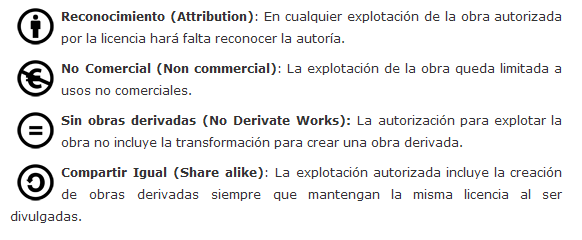 Reconocimiento (Attribution): En cualquier explotación de la obra autorizada
por la licencia hará falta reconocer la autoría.
No Comercial (Non commercial): La explotación de la obra queda limitada a
usos no comerciales.
Sin obras derivadas (No Derivate Works): La autorización para explotar la
obra no incluye la transformación para crear una obra derivada.
Compartir Igual (Share alike): La explotación autorizada incluye la creación
de obras derivadas siempre que mantengan la misma licencia al ser
divulgadas.